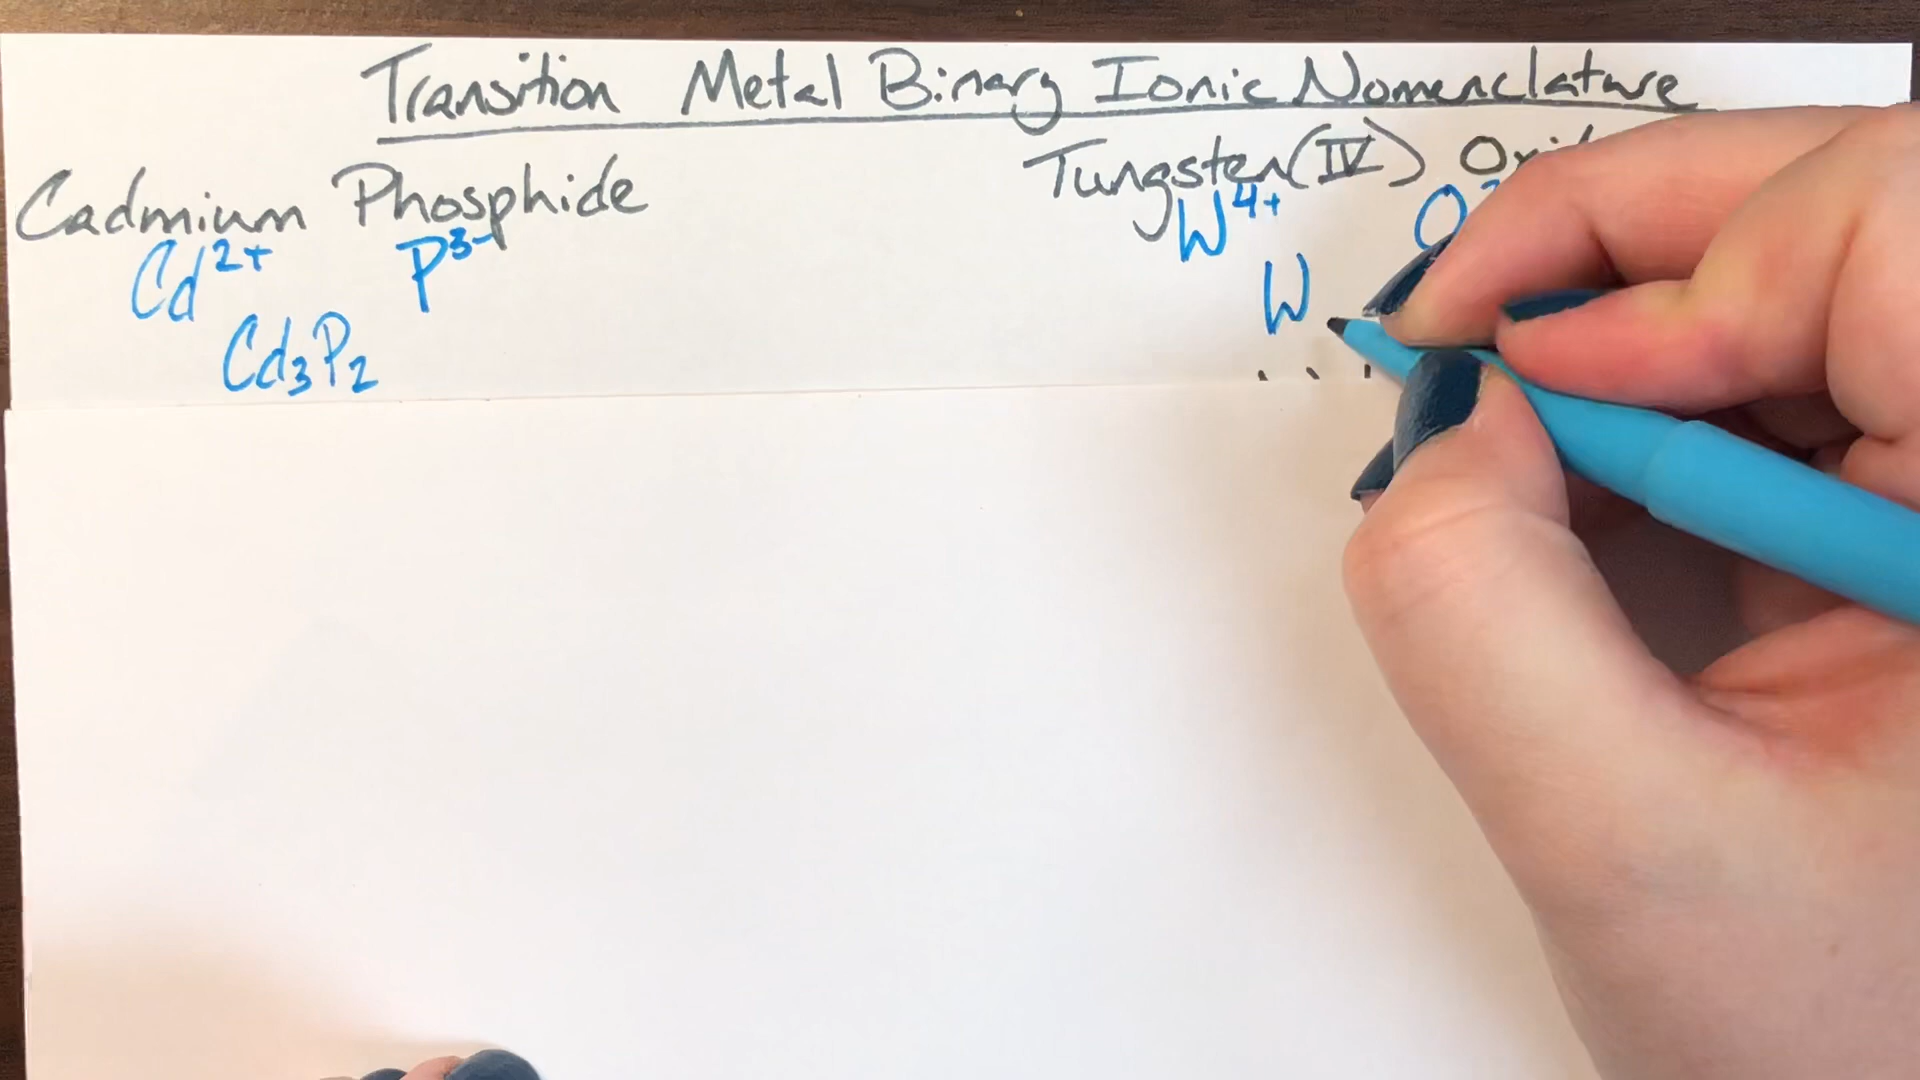 Transition Metal Binary Ionic Nomenclature
Cadmium Phosphide
Cd²⁺ P³⁻
Cd₃P₂
Tungsten(IV)
W⁴⁺ O
W